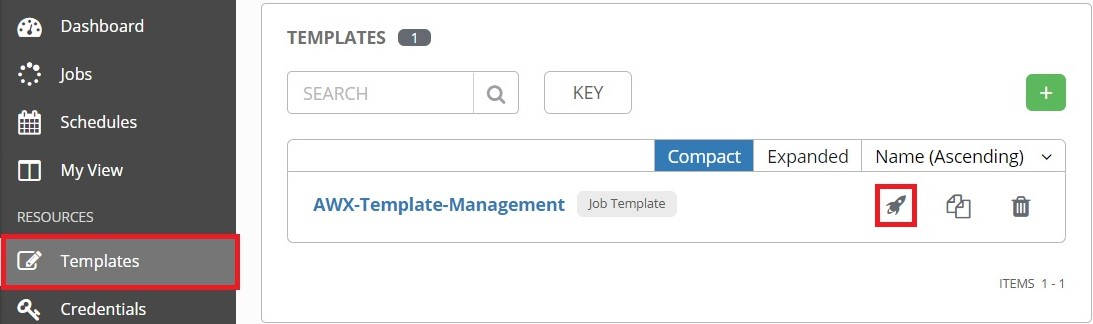 Dashboard
Jobs
Schedules
My View
RESOURCES
Templates
Credentials
TEMPLATES 1
SEARCH
KEY
+
Compact Expanded Name (Ascending)
AWX-Template-Management Job Template
ITEMS 1 - 1